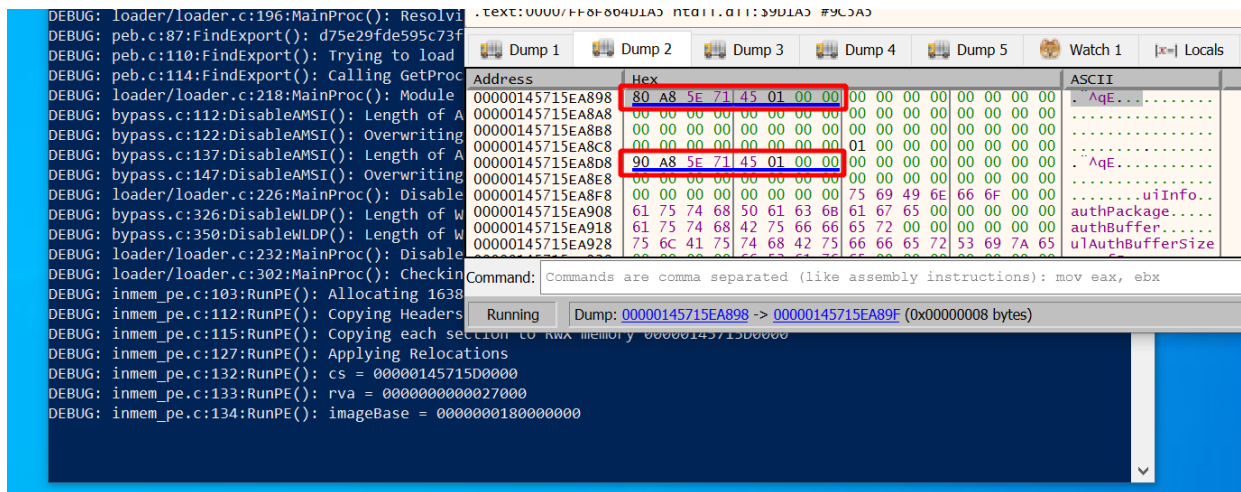 DEBUG: loader/loader.c:196:MainProc(): Resolvi
DEBUG: peb.c:87:FindExport(): d75e29fde595c73f
DEBUG: peb.c:110:FindExport(): Trying to load
DEBUG: peb.c:114:FindExport(): Calling GetProc
DEBUG: loader/loader.c:218:MainProc(): Module
DEBUG: bypass.c:112:DisableAMSI(): Length of A
DEBUG: bypass.c:122:DisableAMSI(): Overwriting
DEBUG: bypass.c:137:DisableAMSI(): Length of A
DEBUG: bypass.c:147:DisableAMSI(): Overwriting
DEBUG: loader/loader.c:226:MainProc(): Disable
DEBUG: bypass.c:326:DisableWLDP(): Length of W
DEBUG: bypass.c:350:DisableWLDP(): Length of W
DEBUG: loader/loader.c:232:MainProc(): Disable
DEBUG: loader/loader.c:302:MainProc(): Checkin
DEBUG: inmem_pe.c:103:RunPE(): Allocating 1638
DEBUG: inmem_pe.c:112:RunPE(): Copying Headers
DEBUG: inmem_pe.c:115:RunPE(): Copying each section to RWX memory 00000145715D0000
DEBUG: inmem_pe.c:127:RunPE(): Applying Relocations
DEBUG: inmem_pe.c:132:RunPE(): cs = 00000145715D0000
DEBUG: inmem_pe.c:133:RunPE(): rva = 0000000000027000
DEBUG: inmem_pe.c:134:RunPE(): imageBase = 0000000180000000
.text:00007FF8F864D1A5 ntdll.dll:$9D1A5 #9C5A5
Dump 1 Dump 2 Dump 3 Dump 4 Dump 5 Watch 1 |x=| Locals
Address Hex ASCII
00000145715EA898 80 A8 5E 71 45 01 00 00 00 00 00 00 00 00 00 00 .¨^qE...........
00000145715EA8A8 00 00 00 00 00 00 00 00 00 00 00 00 00 00 00 00 ................
00000145715EA8B8 00 00 00 00 00 00 00 00 00 00 00 00 00 00 00 00 ................
00000145715EA8C8 00 00 00 00 00 00 00 00 01 00 00 00 00 00 00 00 ................
00000145715EA8D8 90 A8 5E 71 45 01 00 00 00 00 00 00 00 00 00 00 .¨^qE...........
00000145715EA8E8 00 00 00 00 00 00 00 00 00 00 00 00 00 00 00 00 ................
00000145715EA8F8 00 00 00 00 00 00 00 00 75 69 49 6E 66 6F 00 00 ........uiInfo..
00000145715EA908 61 75 74 68 50 61 63 6B 61 67 65 00 00 00 00 00 authPackage.....
00000145715EA918 61 75 74 68 42 75 66 66 65 72 00 00 00 00 00 00 authBuffer......
00000145715EA928 75 6C 41 75 74 68 42 75 66 66 65 72 53 69 7A 65 ulAuthBufferSize
Command: Commands are comma separated (like assembly instructions): mov eax, ebx
Running Dump: 00000145715EA898 -> 00000145715EA89F (0x00000008 bytes)